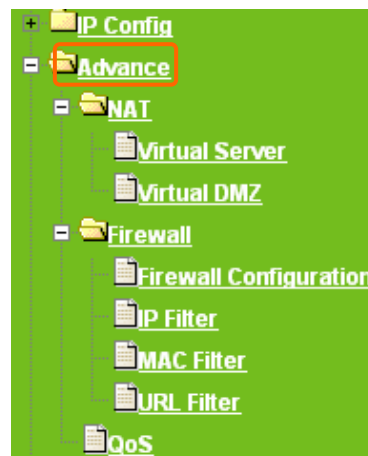 IP Config
Advance
NAT
Virtual Server
Virtual DMZ
Firewall
Firewall Configuration
IP Filter
MAC Filter
URL Filter
QoS